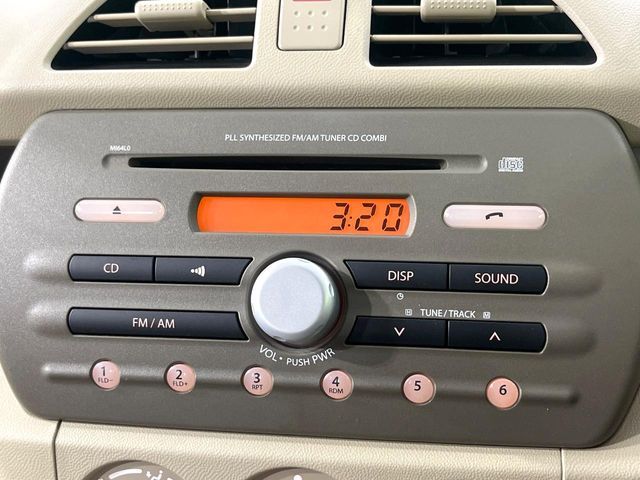 PLL SYNTHESIZED FM/AM TUNER CD COMBI
MI64L0
disc
3:20
CD
DISP
SOUND
FM / AM
H TUNE / TRACK M
VOL • PUSH PWR
1
FLD−
2
FLD+
3
RPT
4
RDM
5
6